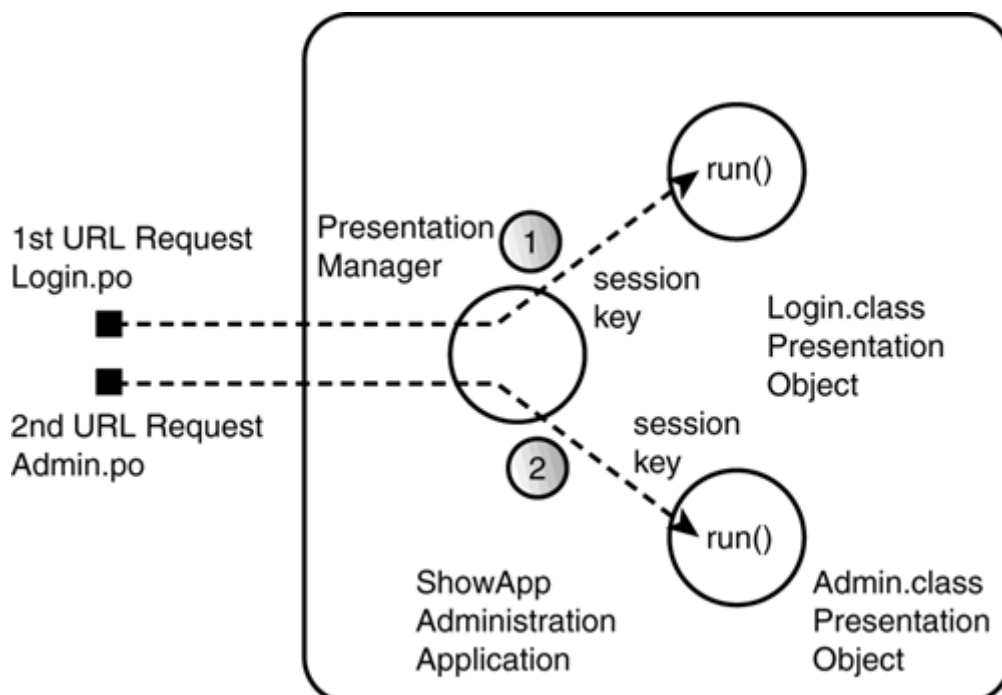 1st URL Request
Login.po
2nd URL Request
Admin.po
Presentation
Manager
1
session
key
run()
Login.class
Presentation
Object
2
session
key
run()
ShowApp
Administration
Application
Admin.class
Presentation
Object